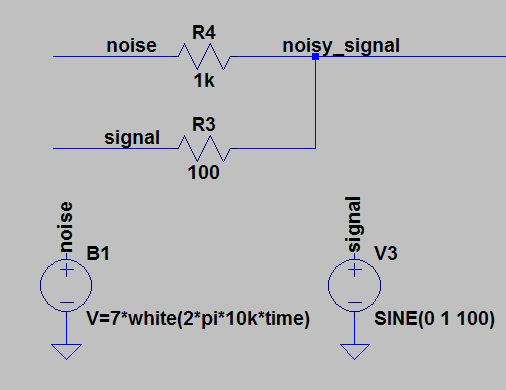 R4
noise
noisy_signal
1k
R3
signal
100
noise
signal
B1
V3
V=7*white(2*pi*10k*time)
SINE(0 1 100)